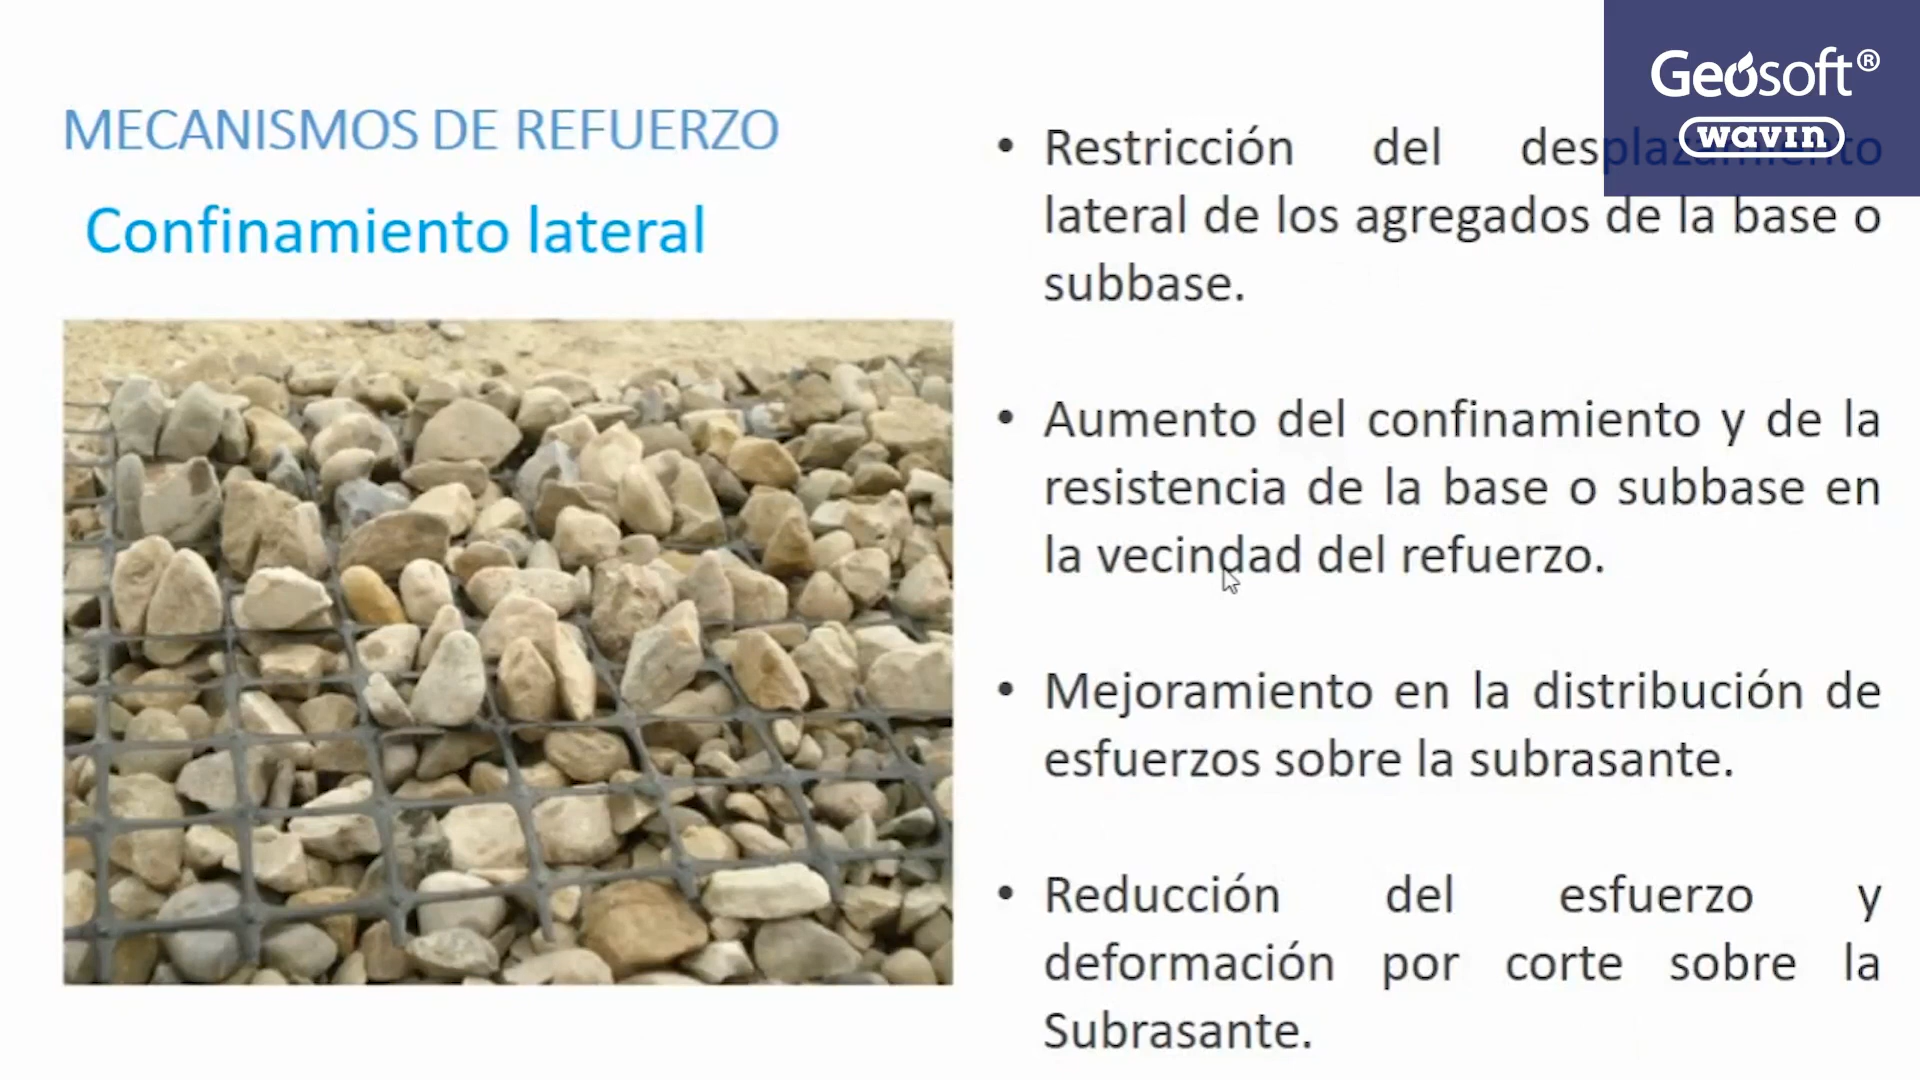 Geosoft®
wavin
MECANISMOS DE REFUERZO
Confinamiento lateral
• Restricción del desplazamiento
lateral de los agregados de la base o
subbase.
• Aumento del confinamiento y de la
resistencia de la base o subbase en
la vecindad del refuerzo.
• Mejoramiento en la distribución de
esfuerzos sobre la subrasante.
• Reducción del esfuerzo y
deformación por corte sobre la
Subrasante.